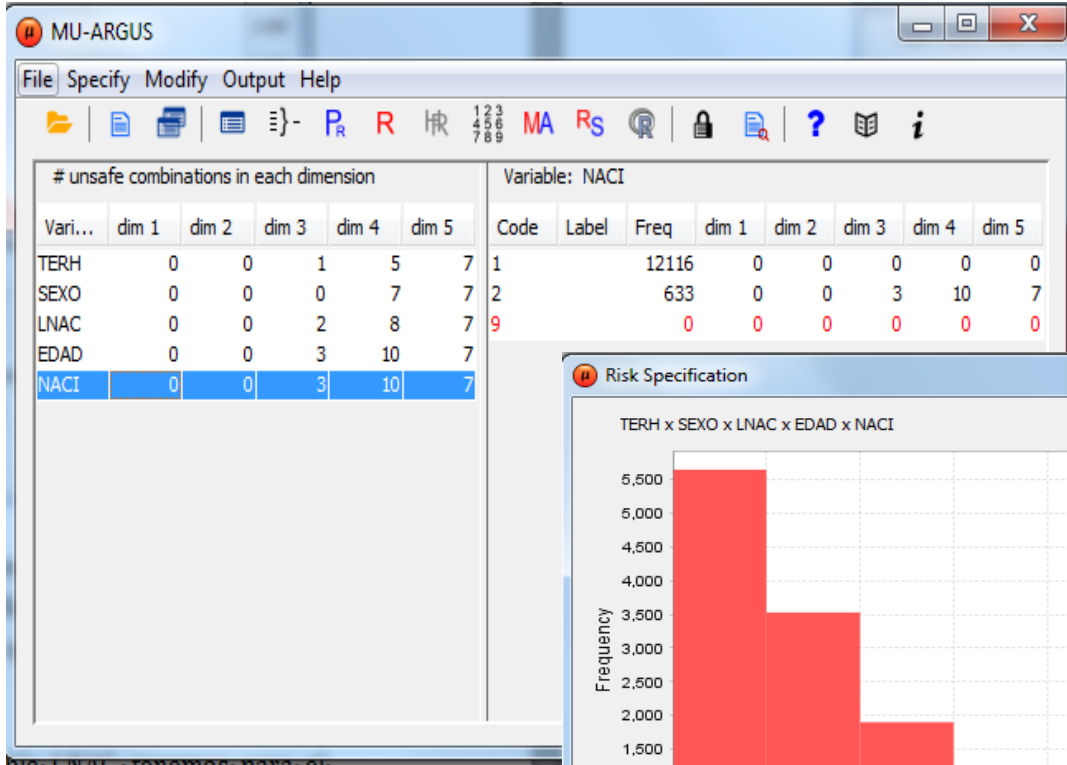 MU-ARGUS
File Specify Modify Output Help
PR R HR 123 456 789 MA RS R ? i
# unsafe combinations in each dimension
Vari... dim 1 dim 2 dim 3 dim 4 dim 5
TERH 0 0 1 5 7
SEXO 0 0 0 7 7
LNAC 0 0 2 8 7
EDAD 0 0 3 10 7
NACI 0 0 3 10 7
Variable: NACI
Code Label Freq dim 1 dim 2 dim 3 dim 4 dim 5
1 12116 0 0 0 0 0
2 633 0 0 3 10 7
9 0 0 0 0 0 0
μ Risk Specification
TERH x SEXO x LNAC x EDAD x NACI
5,500
5,000
4,500
4,000
3,500
3,000
2,500
2,000
1,500
Frequency